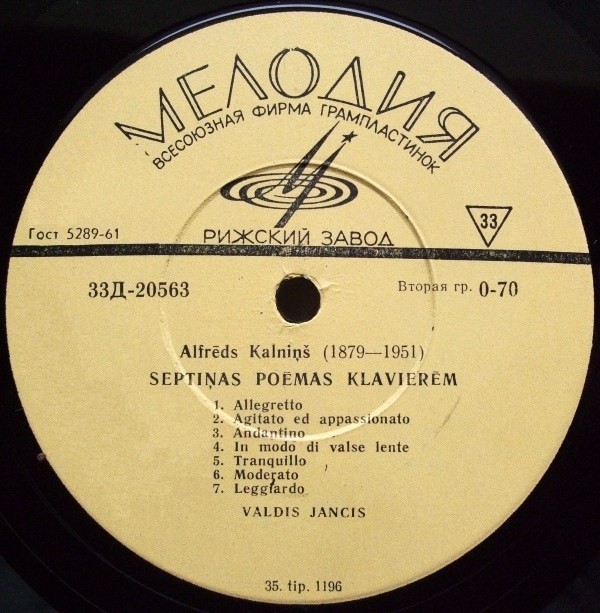 МЕЛОДИЯ
ВСЕСОЮЗНАЯ ФИРМА ГРАМПЛАСТИНОК
Гост 5289-61
РИЖСКИЙ ЗАВОД
33
33Д-20563
Вторая гр. 0-70
Alfrēds Kalniņš (1879—1951)
SEPTIŅAS POĒMAS KLAVIERĒM
1. Allegretto
2. Agitato ed appassionato
3. Andantino
4. In modo di valse lente
5. Tranquillo
6. Moderato
7. Leggiardo
VALDIS JANCIS
35. tip. 1196